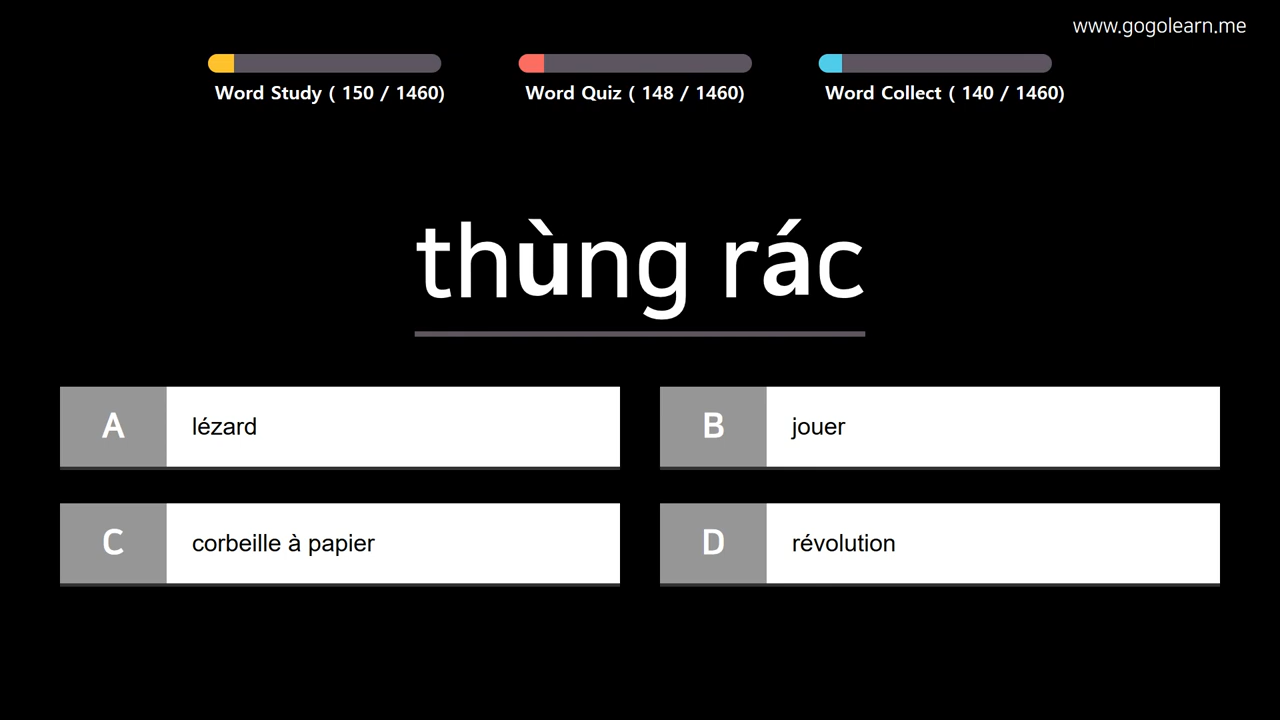 www.gogolearn.me
Word Study ( 150 / 1460)
Word Quiz ( 148 / 1460)
Word Collect ( 140 / 1460)
thùng rác
A lézard
B jouer
C corbeille à papier
D révolution